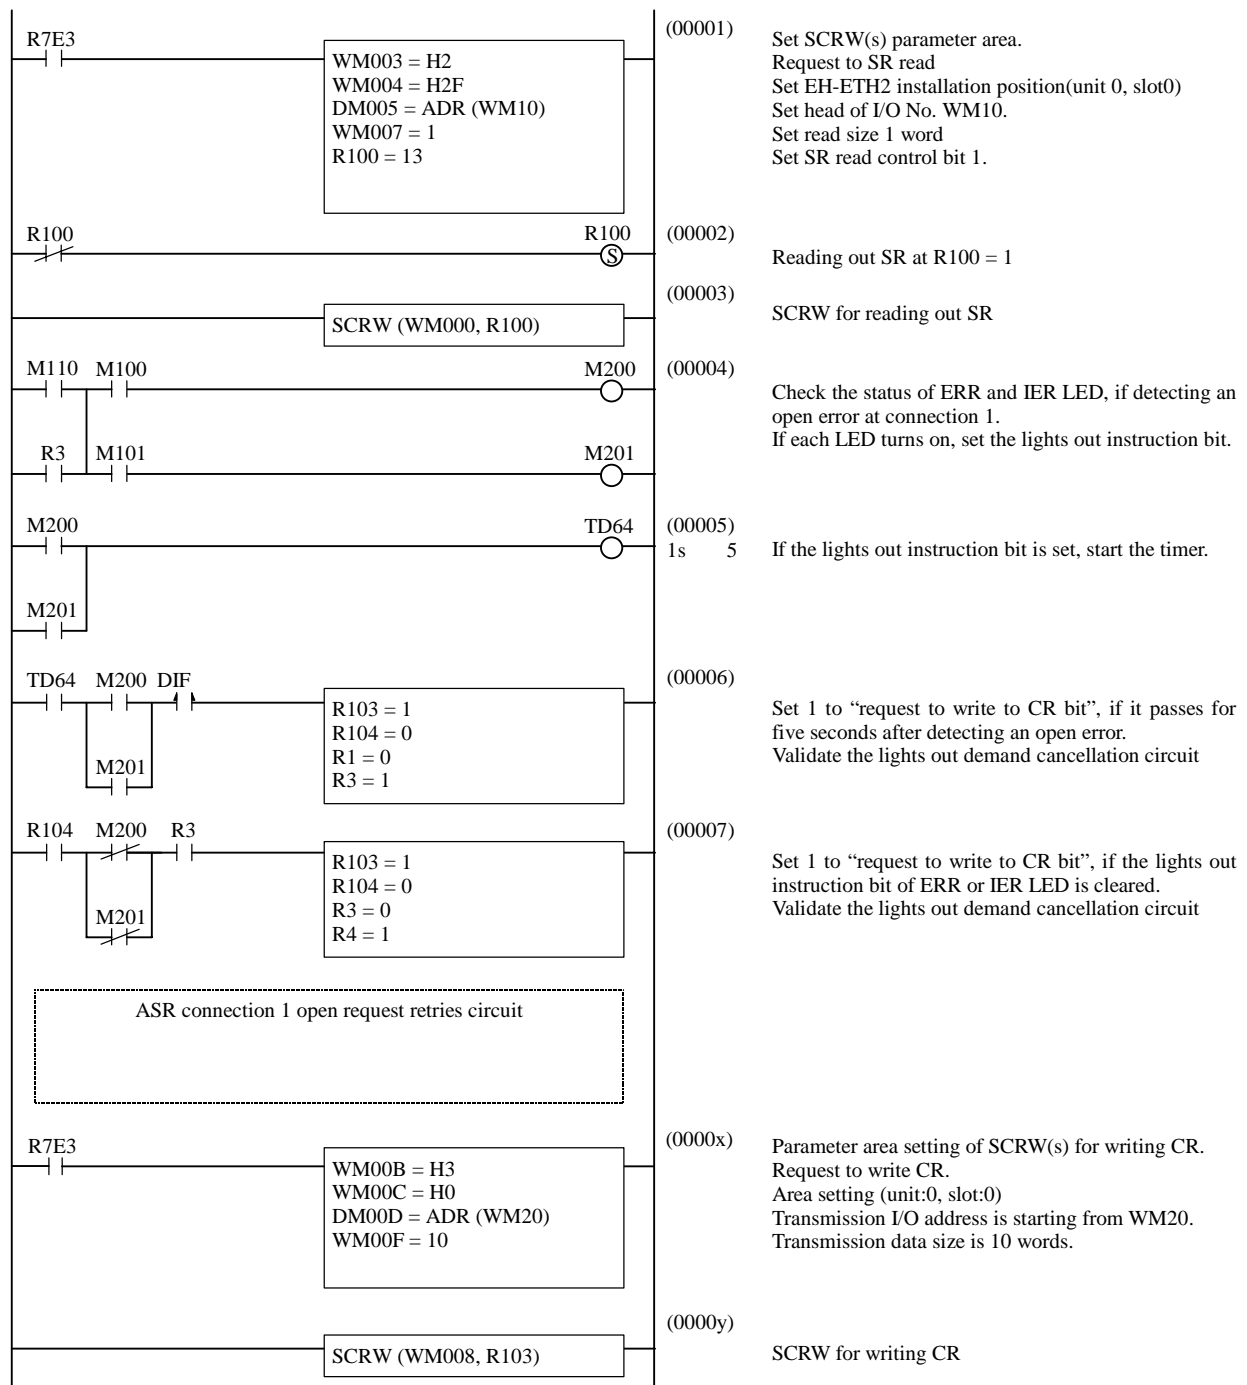 R7E3
(00001)
WM003 = H2
WM004 = H2F
DM005 = ADR (WM10)
WM007 = 1
R100 = 13
Set SCRW(s) parameter area.
Request to SR read
Set EH-ETH2 installation position(unit 0, slot0)
Set head of I/O No. WM10.
Set read size 1 word
Set SR read control bit 1.
R100
R100
S
(00002)
Reading out SR at R100 = 1
(00003)
SCRW (WM000, R100)
SCRW for reading out SR
M110 M100
M200
(00004)
R3 M101
M201
Check the status of ERR and IER LED, if detecting an
open error at connection 1.
If each LED turns on, set the lights out instruction bit.
M200
TD64
(00005)
1s 5
If the lights out instruction bit is set, start the timer.
M201
TD64 M200 DIF
(00006)
M201
R103 = 1
R104 = 0
R1 = 0
R3 = 1
Set 1 to “request to write to CR bit”, if it passes for
five seconds after detecting an open error.
Validate the lights out demand cancellation circuit
R104 M200 R3
(00007)
M201
R103 = 1
R104 = 0
R3 = 0
R4 = 1
Set 1 to “request to write to CR bit”, if the lights out
instruction bit of ERR or IER LED is cleared.
Validate the lights out demand cancellation circuit
ASR connection 1 open request retries circuit
R7E3
(0000x)
WM00B = H3
WM00C = H0
DM00D = ADR (WM20)
WM00F = 10
Parameter area setting of SCRW(s) for writing CR.
Request to write CR.
Area setting (unit:0, slot:0)
Transmission I/O address is starting from WM20.
Transmission data size is 10 words.
(0000y)
SCRW (WM008, R103)
SCRW for writing CR